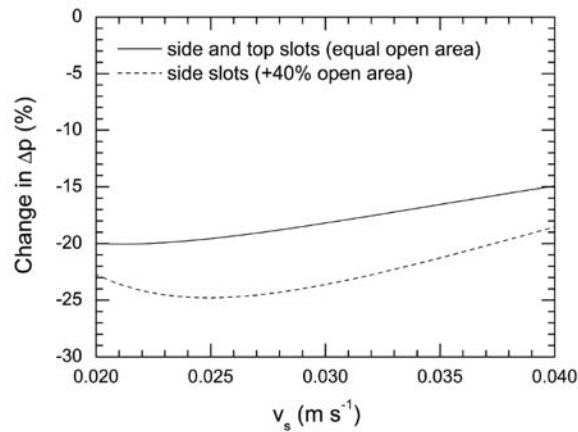 0
-5
-10
-15
-20
-25
-30
Change in Δp (%)
side and top slots (equal open area)
side slots (+40% open area)
0.020 0.025 0.030 0.035 0.040
vₛ (m s⁻¹)